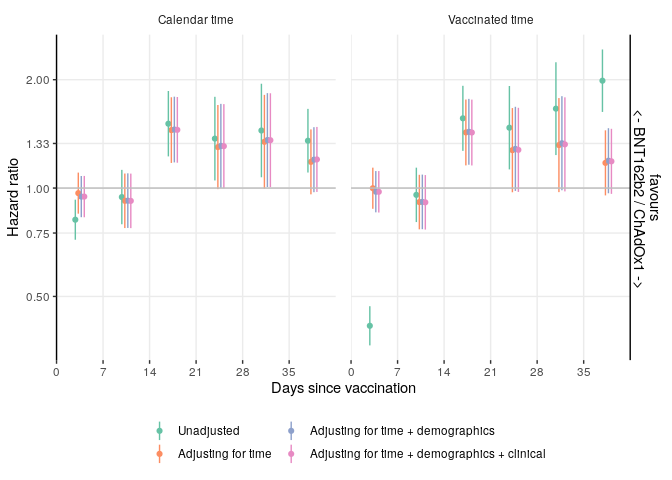 Calendar time
Vaccinated time
2.00
1.33
1.00
0.75
0.50
Hazard ratio
0
7
14
21
28
35
0
7
14
21
28
35
Days since vaccination
favours
<- BNT162b2 / ChAdOx1 ->
Unadjusted
Adjusting for time
Adjusting for time + demographics
Adjusting for time + demographics + clinical